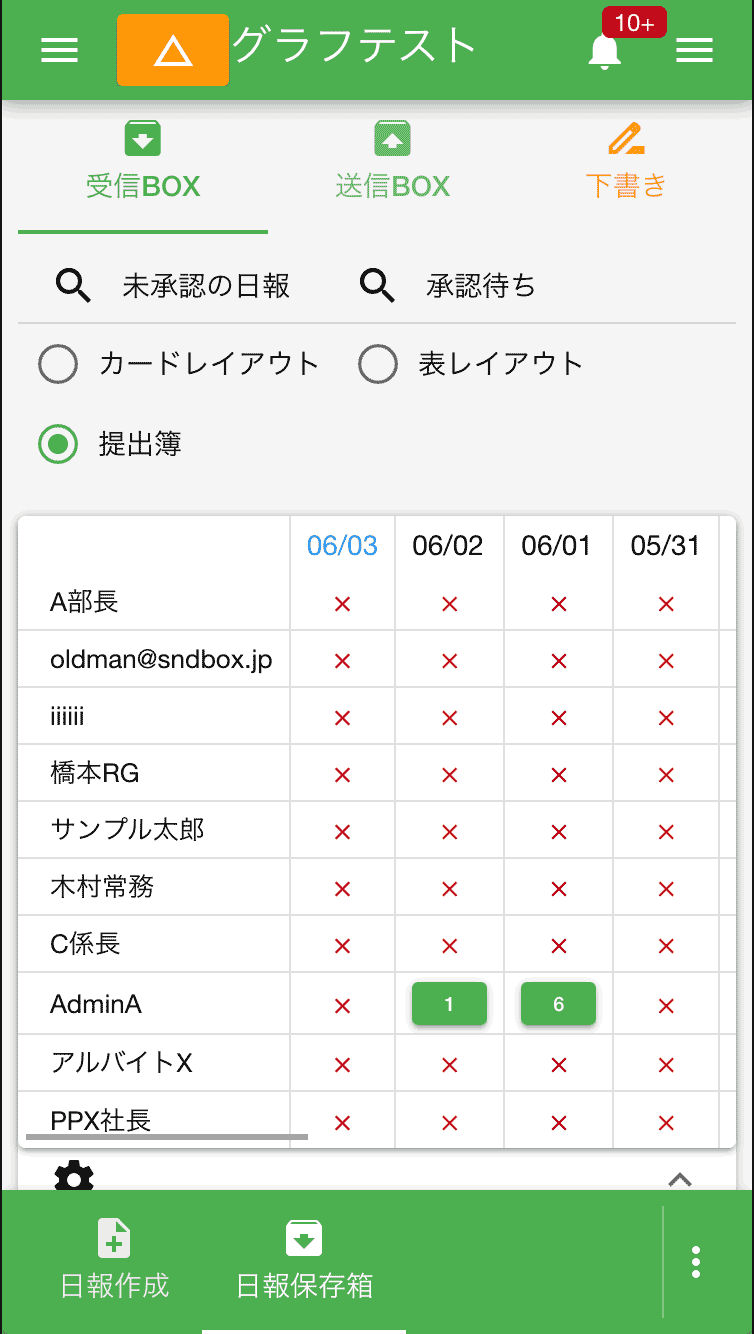 グラフテスト
10+
受信BOX 送信BOX 下書き
未承認の日報 承認待ち
カードレイアウト 表レイアウト
提出簿
06/03 06/02 06/01 05/31
A部長 × × × ×
oldman@sndbox.jp × × × ×
iiiiiii × × × ×
橋本RG × × × ×
サンプル太郎 × × × ×
木村常務 × × × ×
C係長 × × × ×
AdminA × 1 6 ×
アルバイトX × × × ×
PPX社長 × × × ×
日報作成 日報保存箱